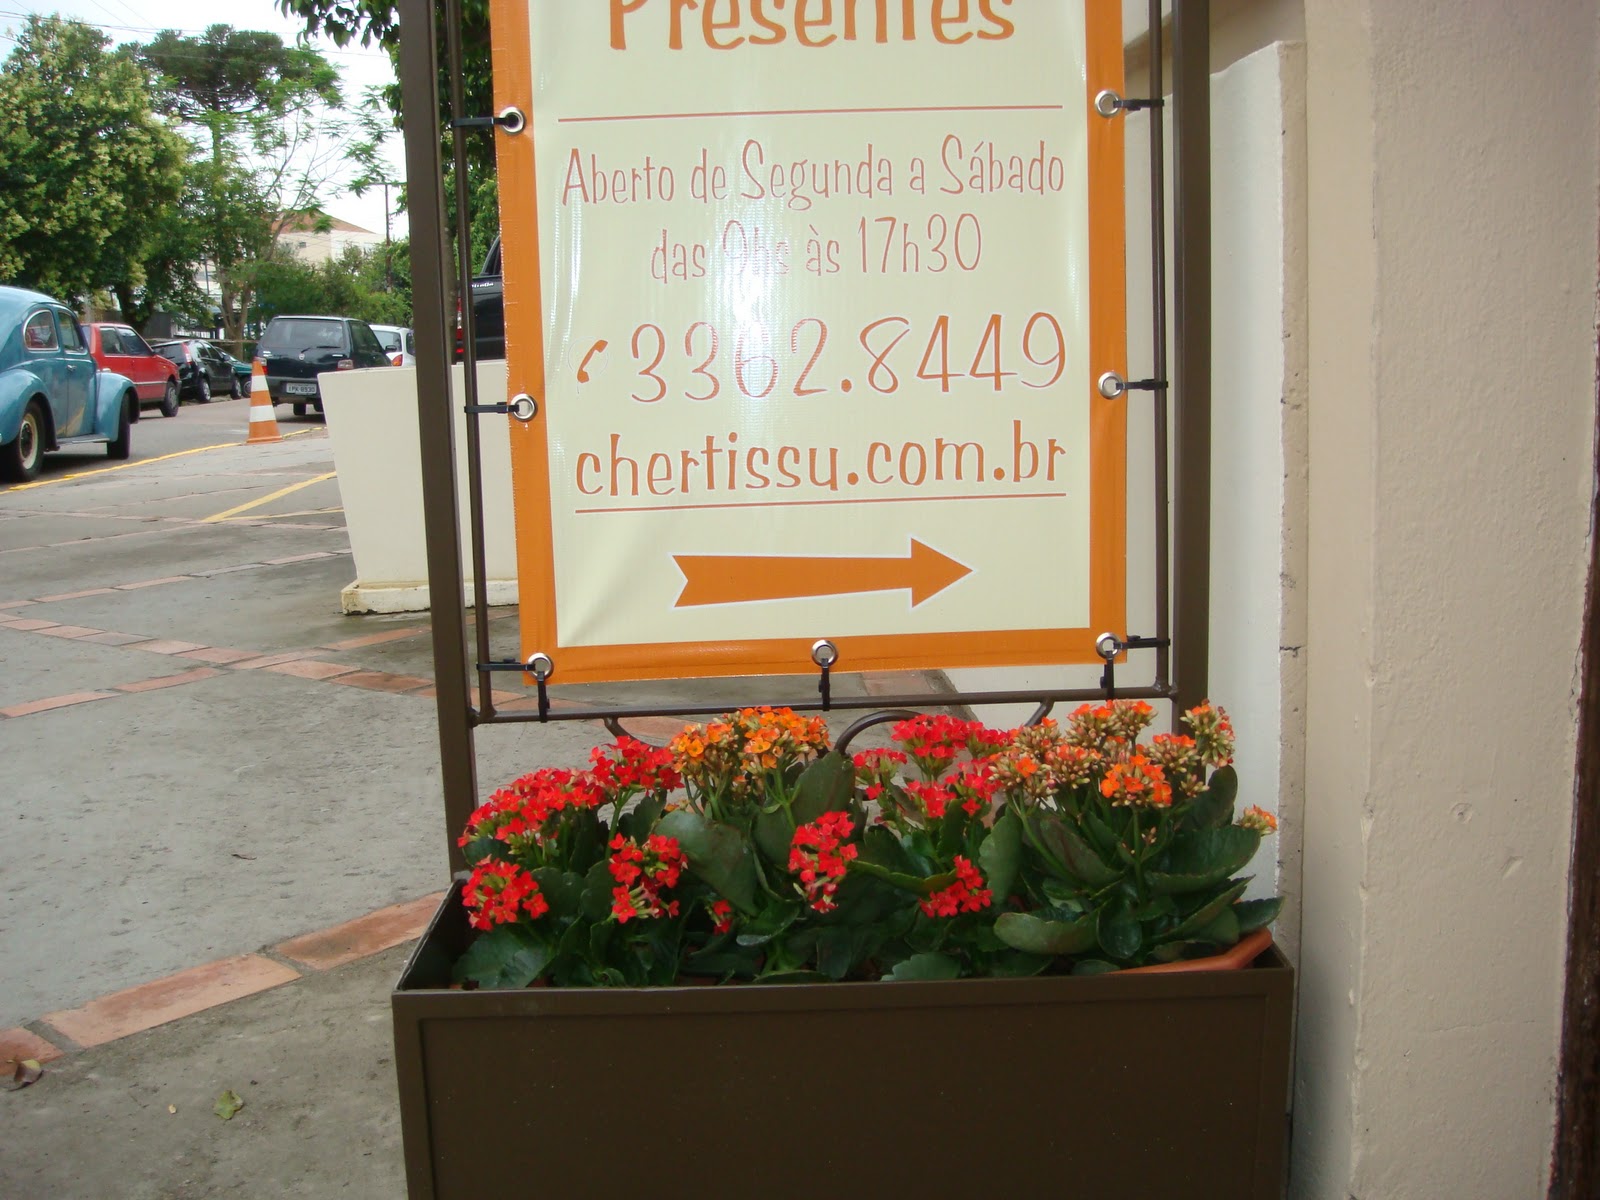 Presentes
Aberto de Segunda a Sábado
das 9hs às 17h30
3362.8449
chertissu.com.br